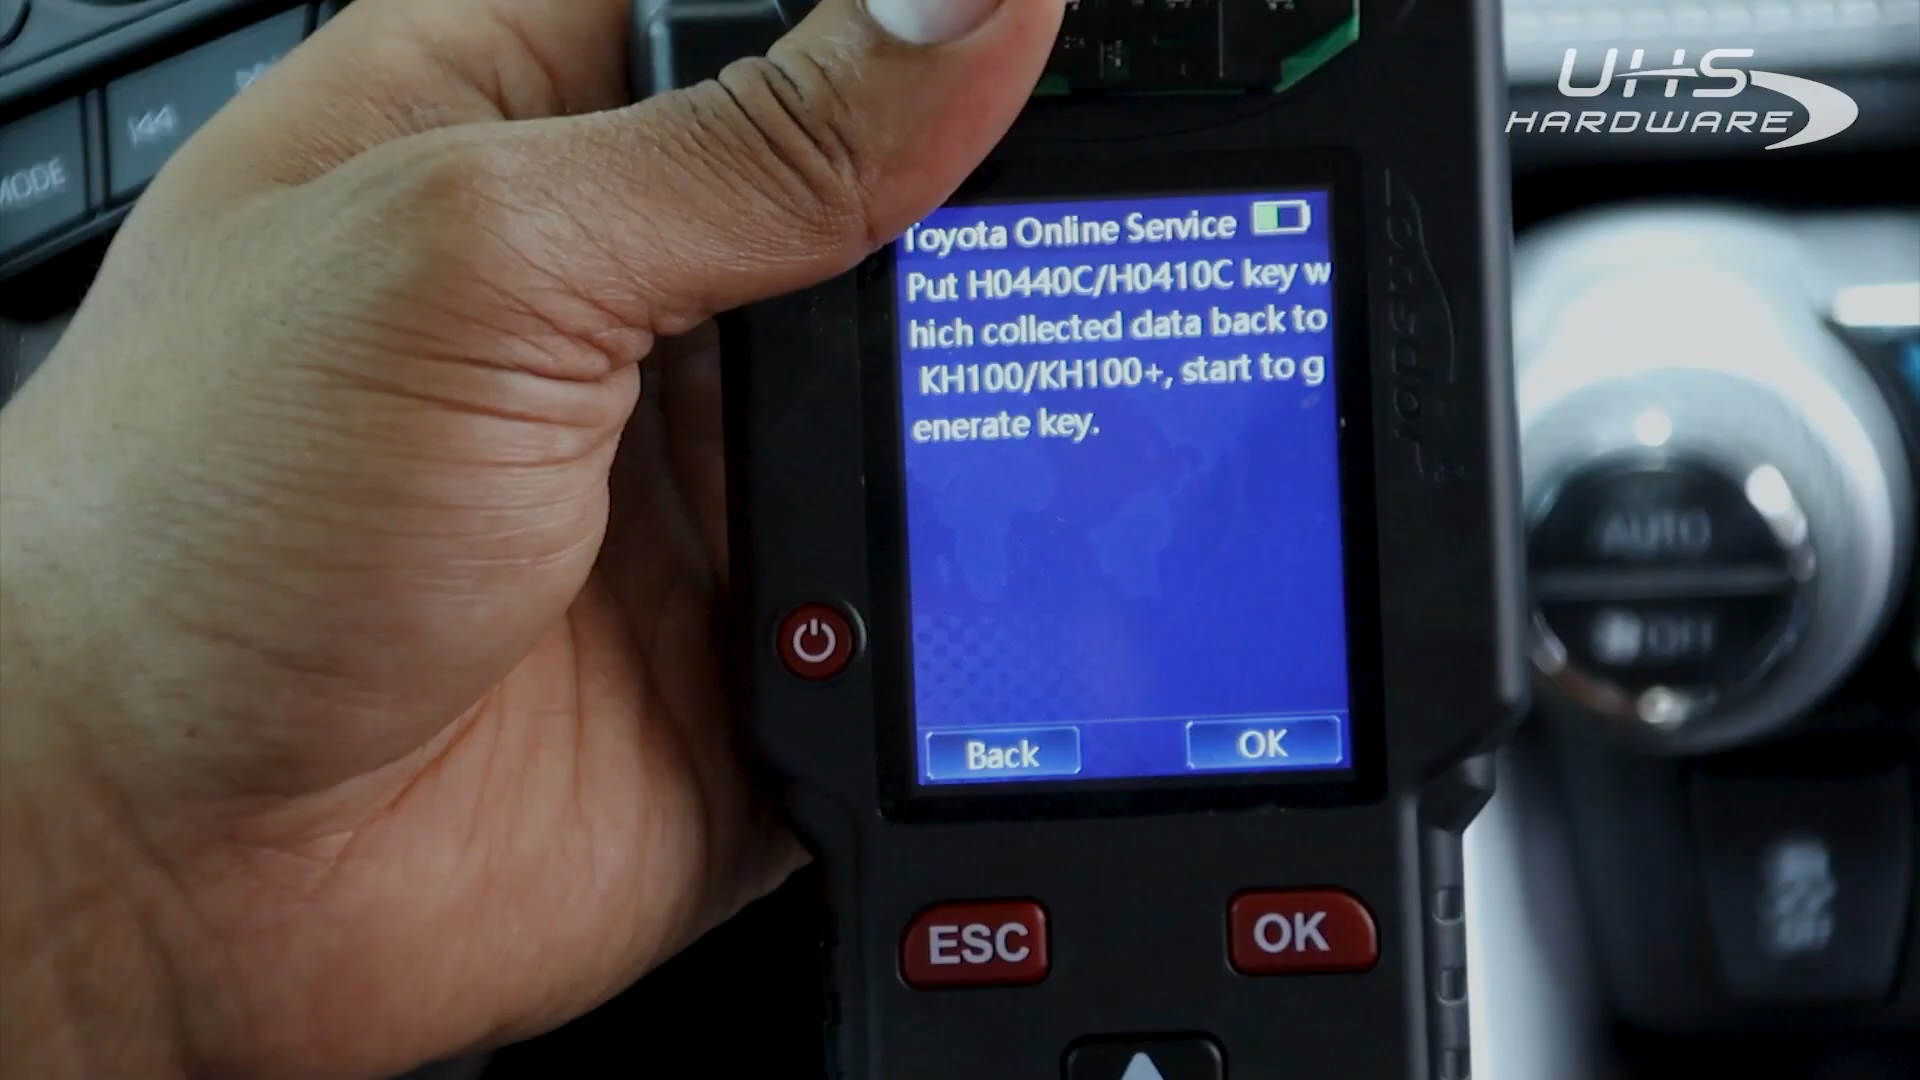 UHS
HARDWARE
MODE
Toyota Online Service
Put H0440C/H0410C key w
hich collected data back to
KH100/KH100+, start to g
enerate key.
Back OK
ESC OK
AUTO
OFF